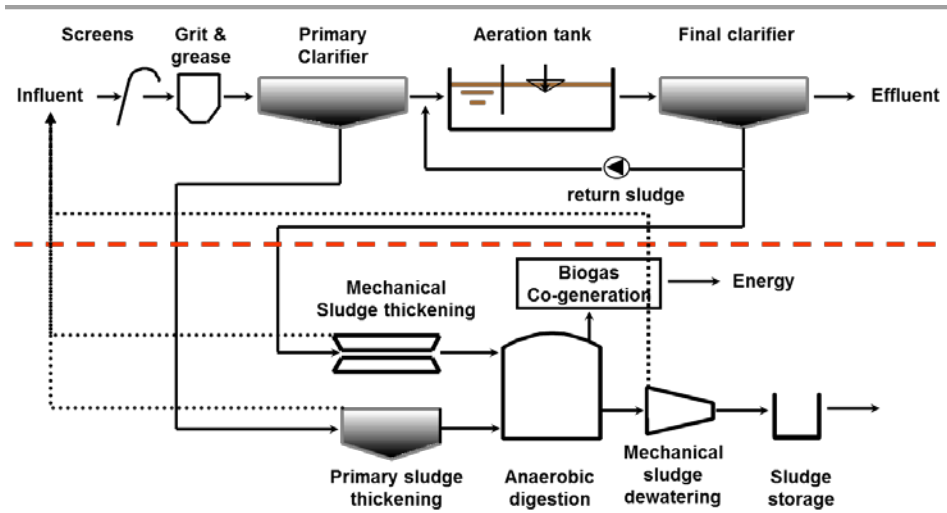 Screens
Grit &
grease
Primary
Clarifier
Aeration tank
Final clarifier
Influent
Effluent
return sludge
Biogas
Co-generation
Energy
Mechanical
Sludge thickening
Primary sludge
thickening
Anaerobic
digestion
Mechanical
sludge
dewatering
Sludge
storage